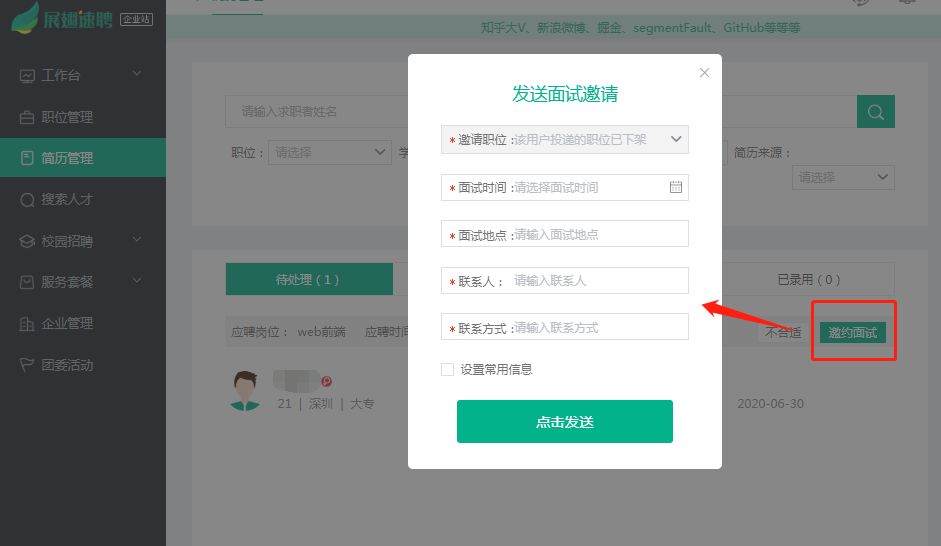 展翅速聘 企业站
知乎大V、新浪微博、掘金、segmentFault、GitHub等等等
工作台
职位管理
简历管理
搜索人才
校园招聘
服务套餐
企业管理
团委活动
请输入求职者姓名
职位： 请选择
简历来源：
请选择
待处理（1）
已录用（0）
应聘岗位： web前端 应聘时间
不合适 邀约面试
21 | 深圳 | 大专
2020-06-30
发送面试邀请
* 邀请职位 : 该用户投递的职位已下架
* 面试时间 : 请选择面试时间
* 面试地点 : 请输入面试地点
* 联系人： 请输入联系人
* 联系方式 : 请输入联系方式
设置常用信息
点击发送